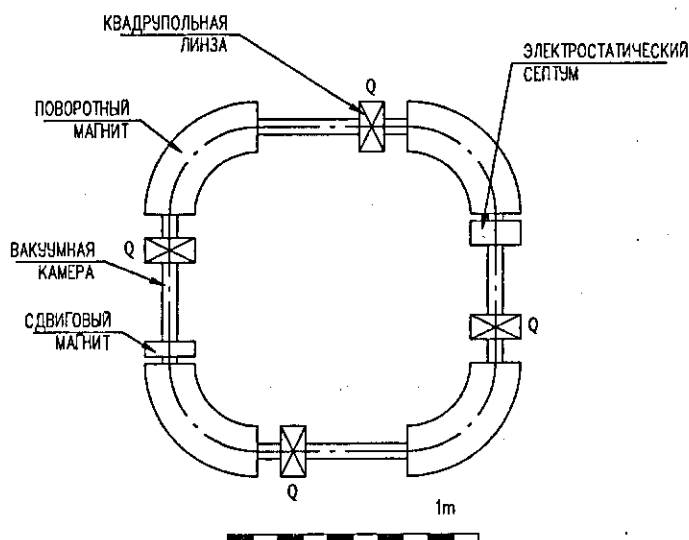 КВАДРУПОЛЬНАЯ
ЛИНЗА
ЭЛЕКТРОСТАТИЧЕСКИЙ
СЕПТУМ
Q
ПОВОРОТНЫЙ
МАГНИТ
Q
ВАКУУМНАЯ
КАМЕРА
СДВИГОВЫЙ
МАГНИТ
Q
Q
1m